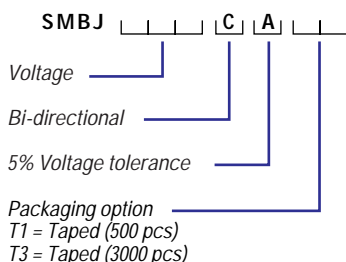 SMBJ C A
Voltage
Bi-directional
5% Voltage tolerance
Packaging option
T1 = Taped (500 pcs)
T3 = Taped (3000 pcs)